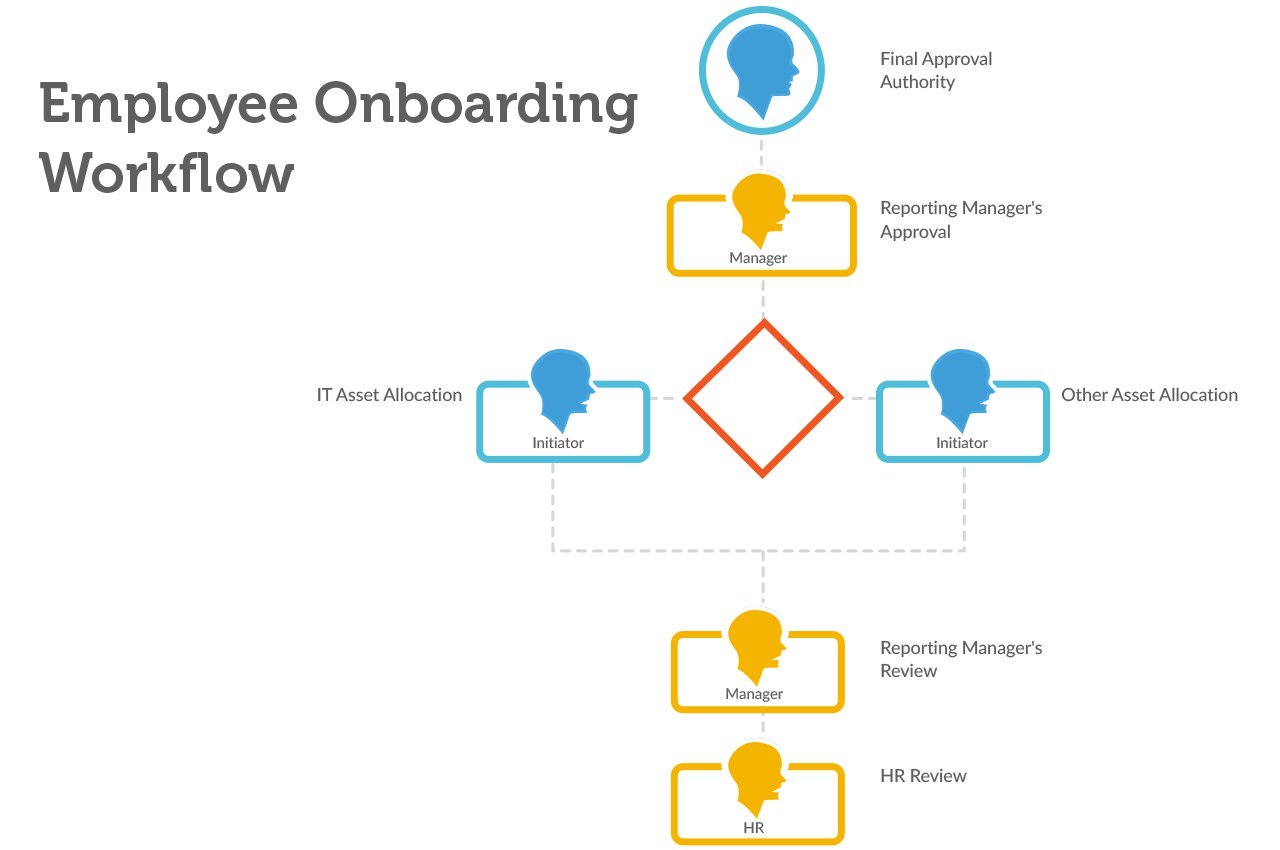 Employee Onboarding
Workflow
Final Approval
Authority
Reporting Manager's
Approval
Manager
IT Asset Allocation
Initiator
Other Asset Allocation
Initiator
Reporting Manager's
Review
Manager
HR Review
HR